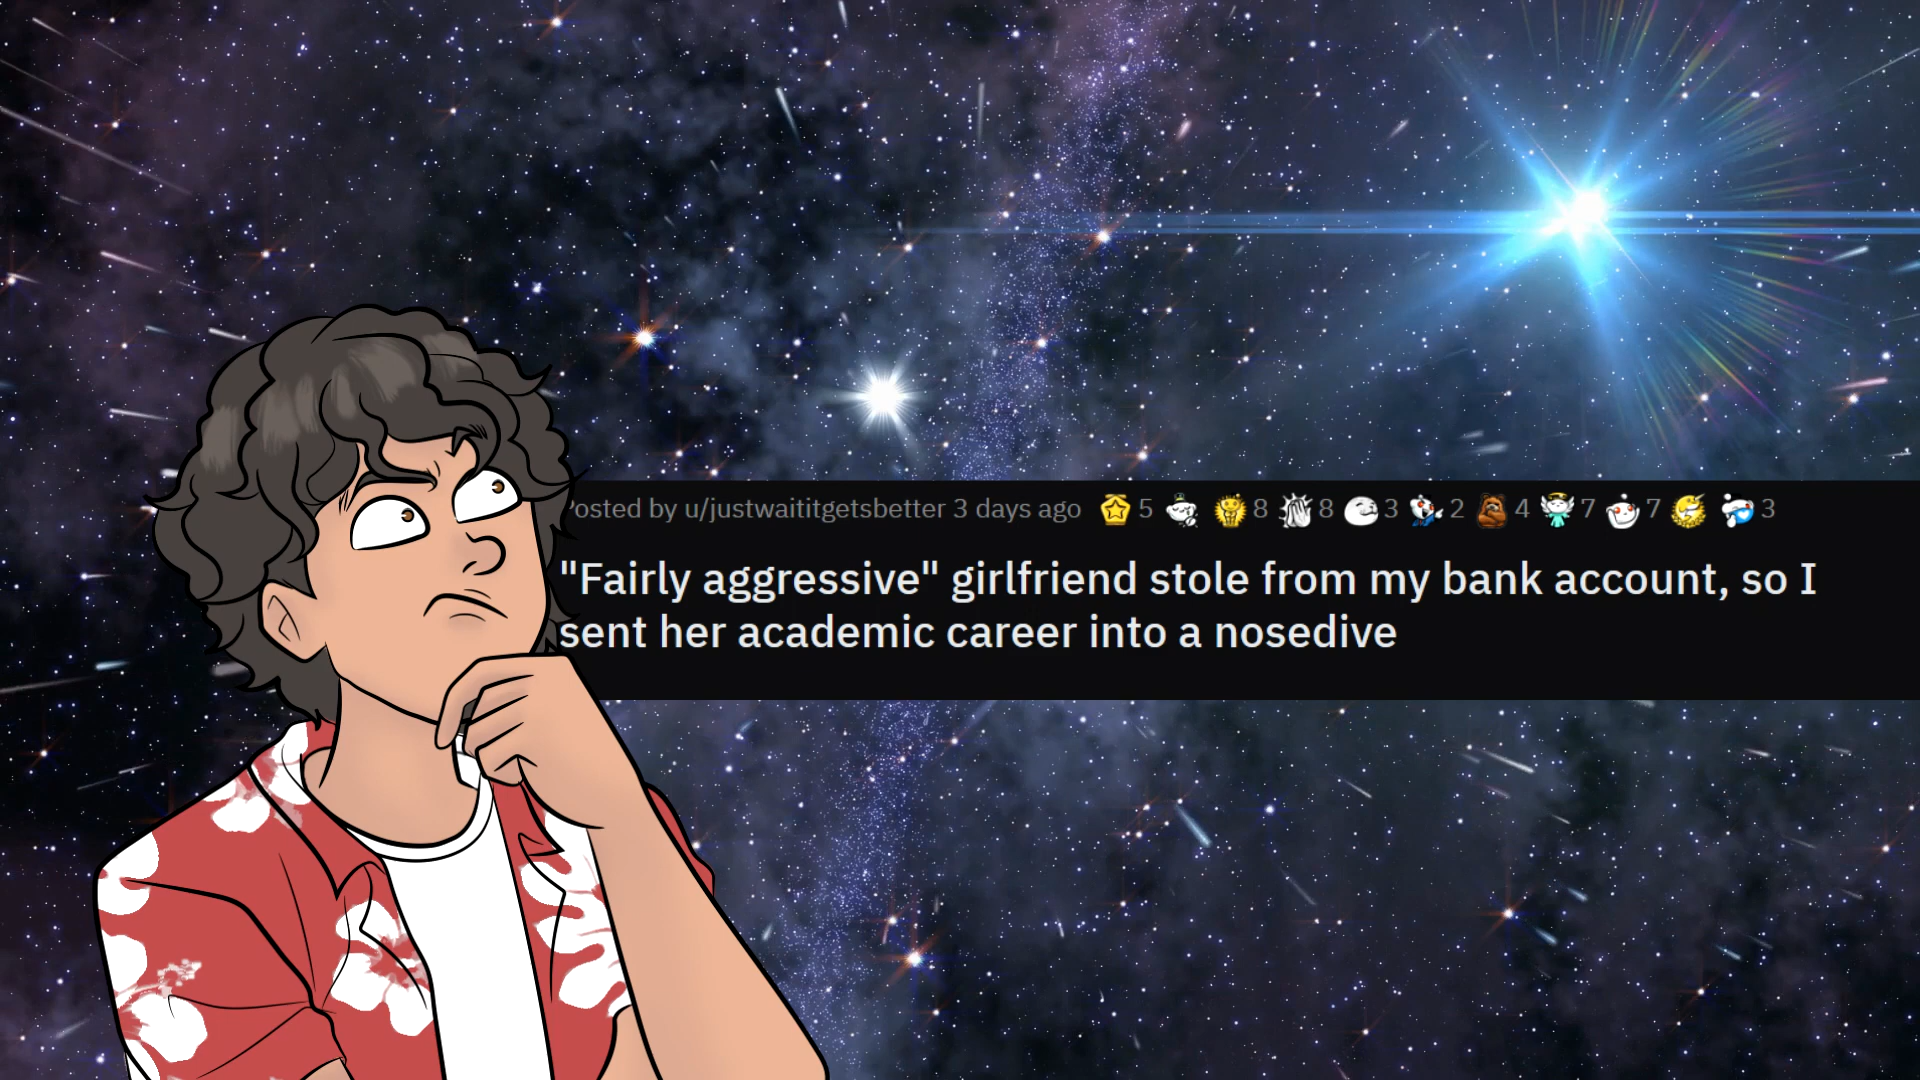 osted by u/justwaititgetsbetter 3 days ago 5 8 8 3 2 4 7 7 3
"Fairly aggressive" girlfriend stole from my bank account, so I
sent her academic career into a nosedive